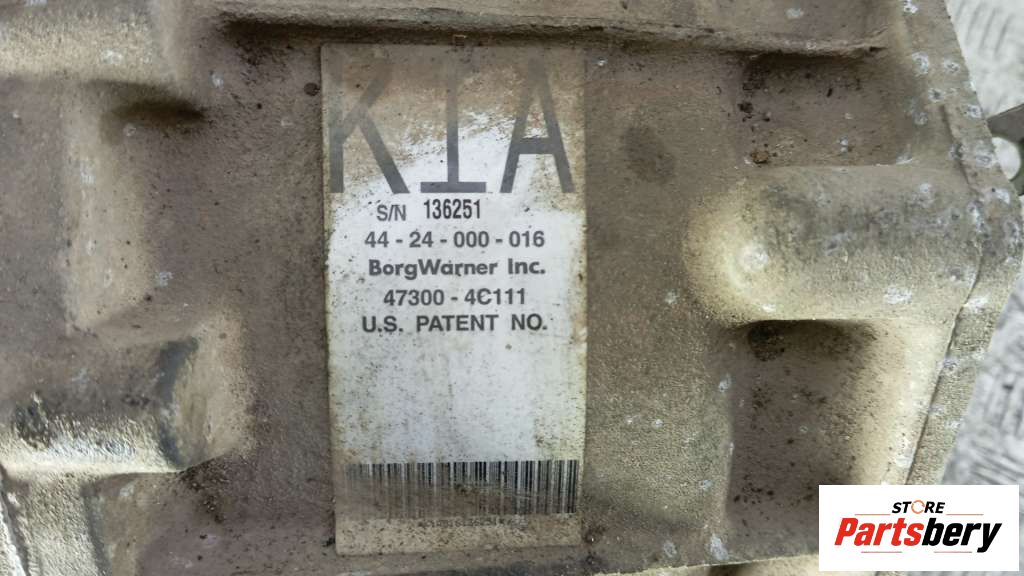 KIA
S/N 136251
44 - 24 - 000 - 016
BorgWarner Inc.
47300 - 4C111
U.S. PATENT NO.
STORE
Partsbery